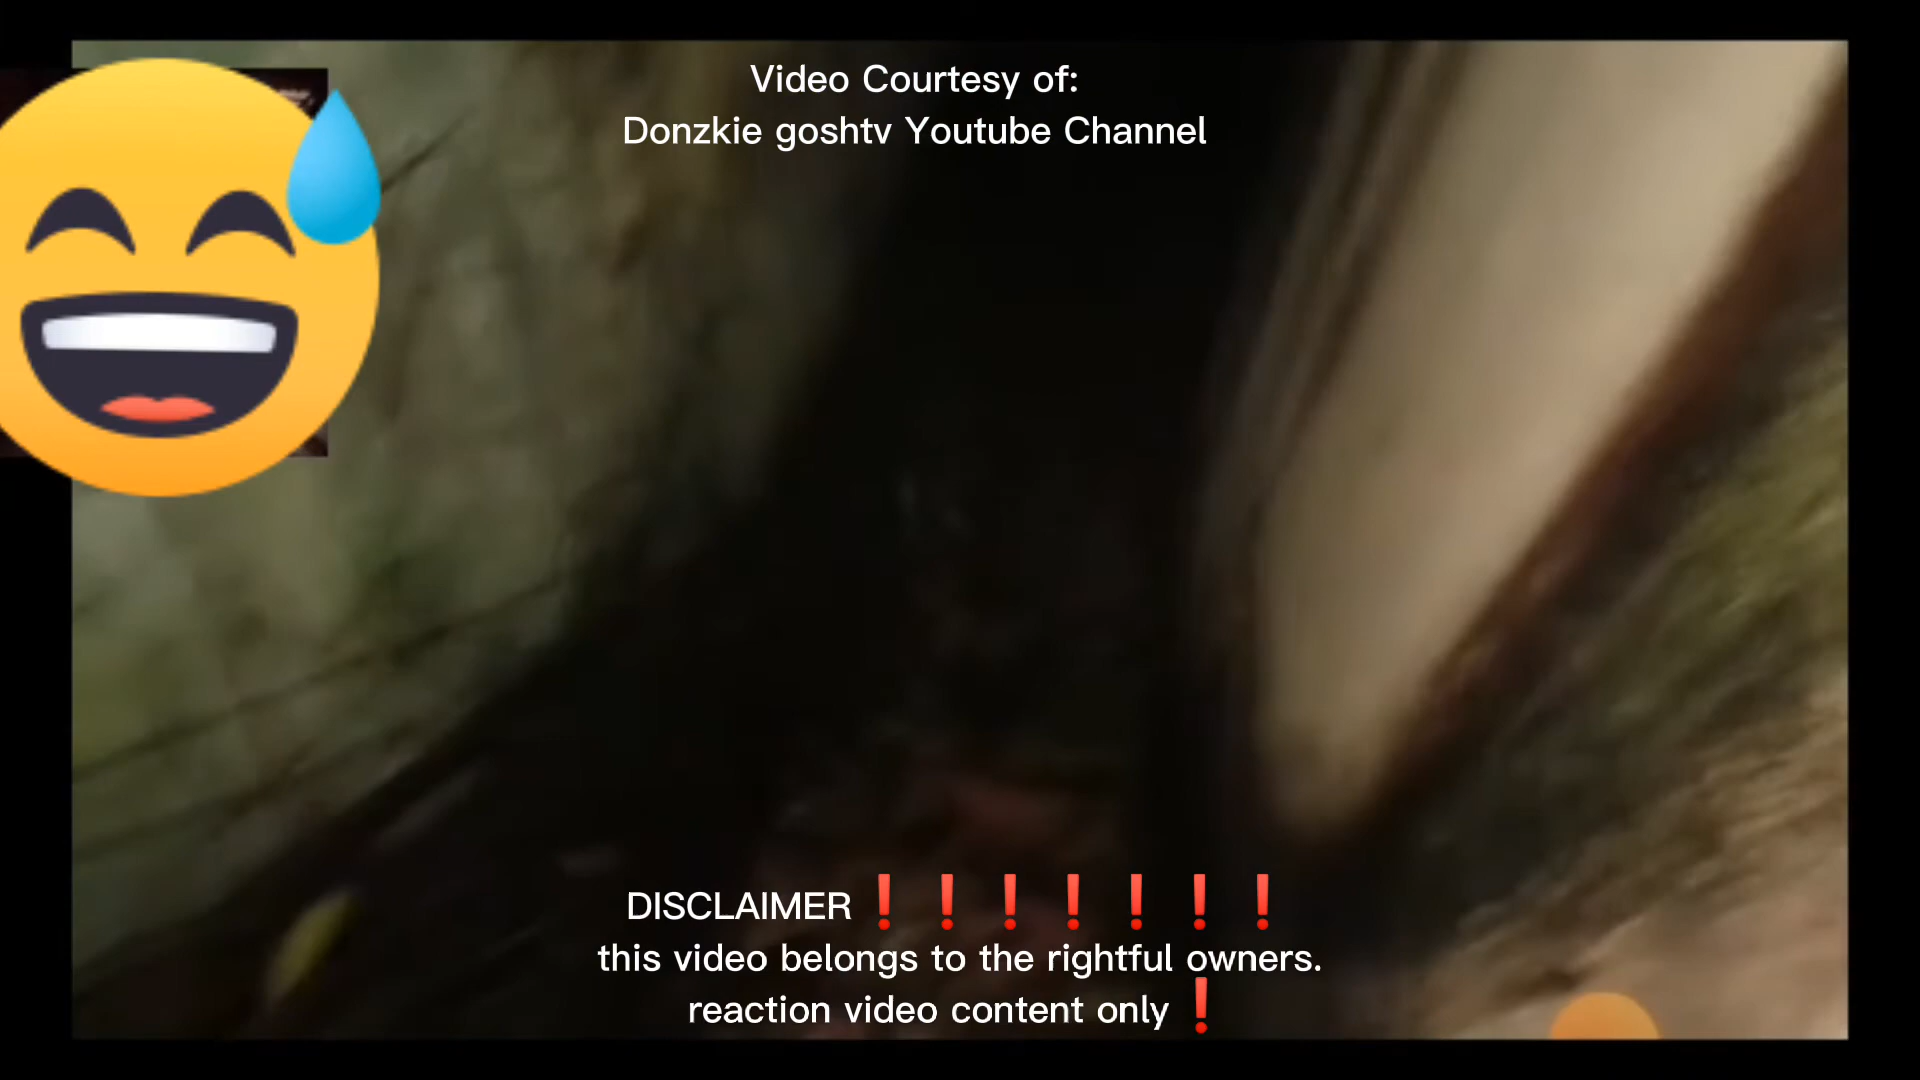 Video Courtesy of:
Donzkie goshtv Youtube Channel
DISCLAIMER❗❗❗❗❗❗❗
this video belongs to the rightful owners.
reaction video content only❗